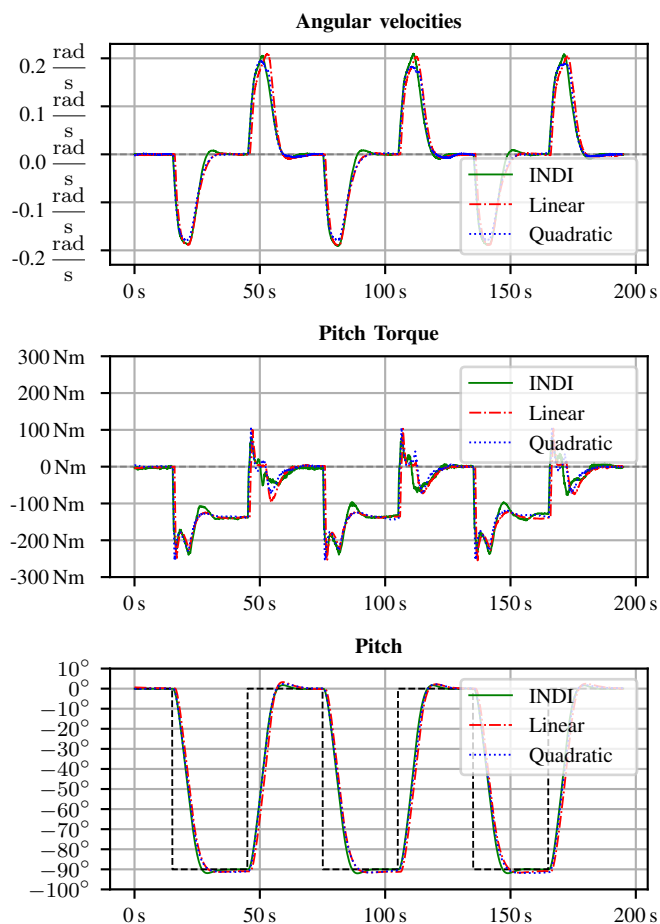 Angular velocities
0.2 rad/s
0.1 rad/s
0.0 rad/s
-0.1 rad/s
-0.2 rad/s
INDI
Linear
Quadratic
0 s 50 s 100 s 150 s 200 s
Pitch Torque
300 Nm
200 Nm
100 Nm
0 Nm
-100 Nm
-200 Nm
-300 Nm
INDI
Linear
Quadratic
0 s 50 s 100 s 150 s 200 s
Pitch
10°
0°
−10°
−20°
−30°
−40°
−50°
−60°
−70°
−80°
−90°
−100°
INDI
Linear
Quadratic
0 s 50 s 100 s 150 s 200 s